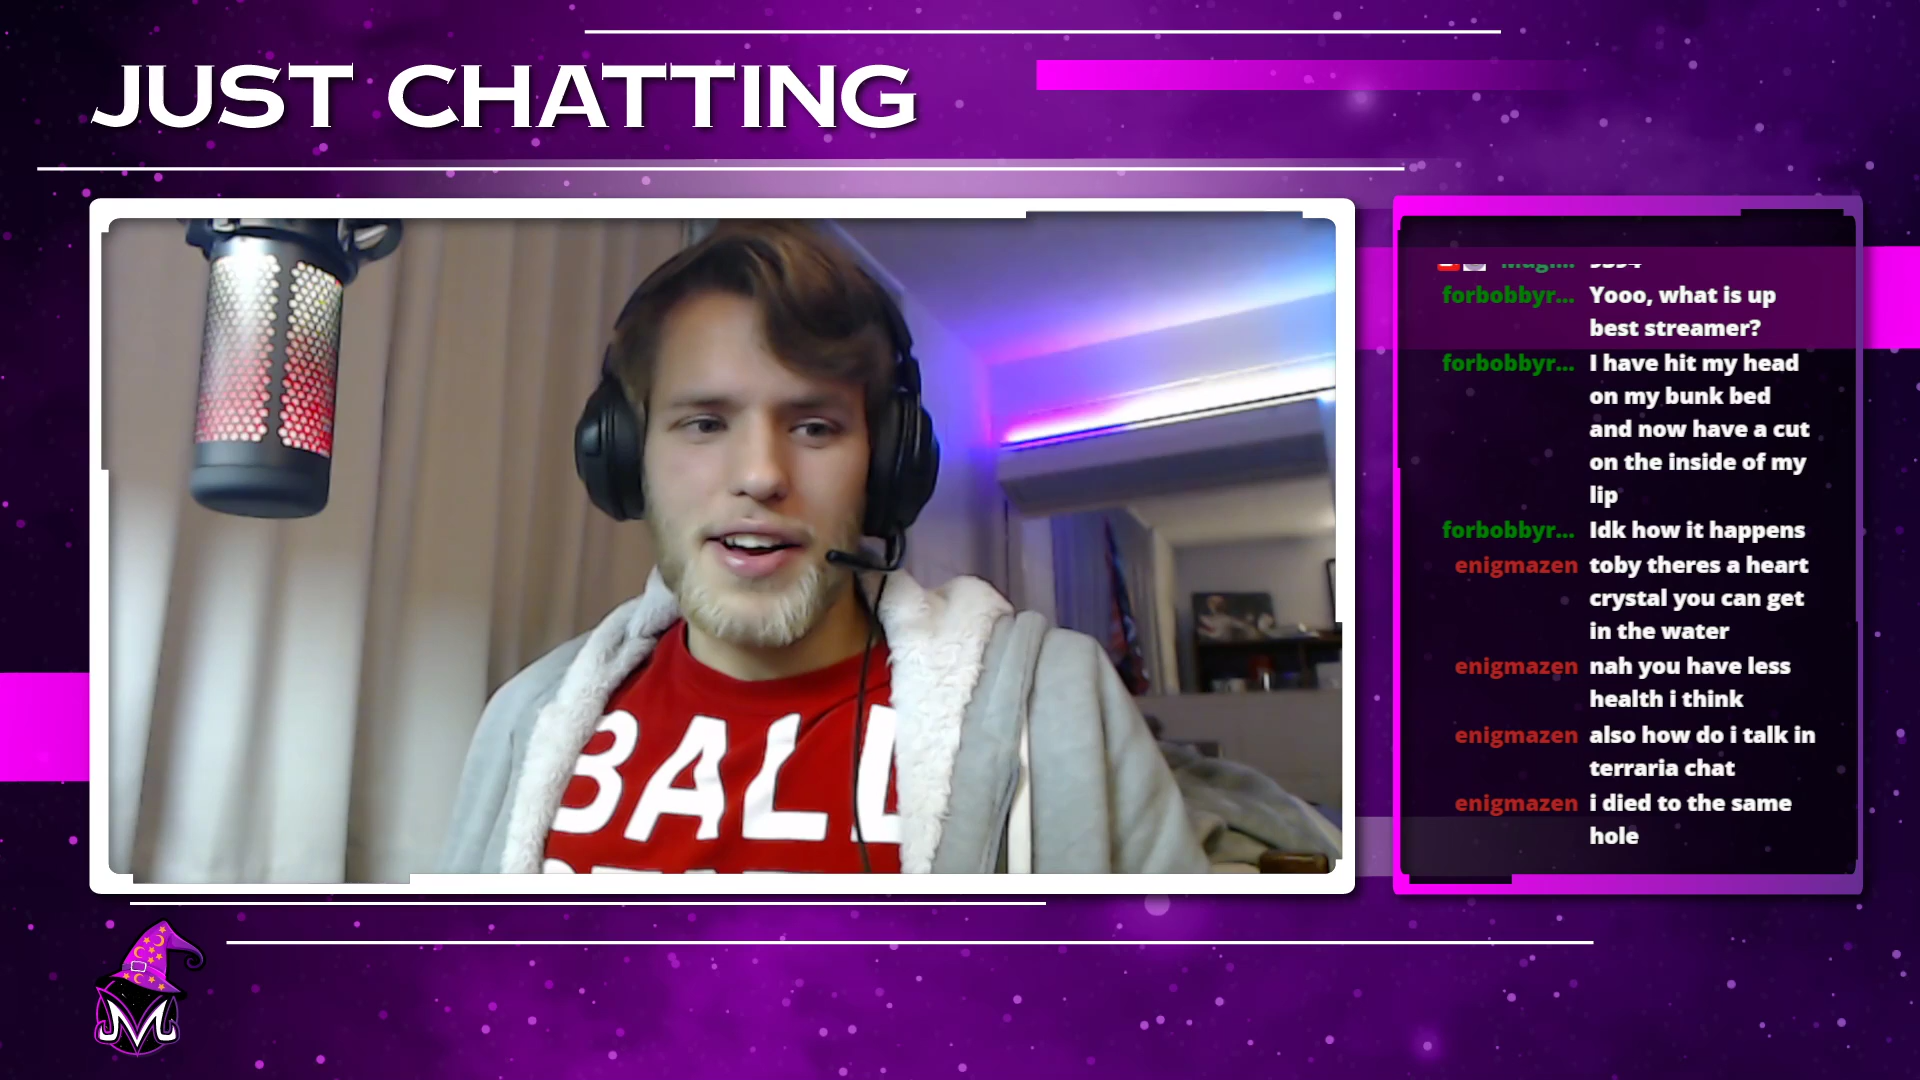 JUST CHATTING
forbobbyr... Yooo, what is up
best streamer?
forbobbyr... I have hit my head
on my bunk bed
and now have a cut
on the inside of my
lip
forbobbyr... Idk how it happens
enigmazen toby theres a heart
crystal you can get
in the water
enigmazen nah you have less
health i think
enigmazen also how do i talk in
terraria chat
enigmazen i died to the same
hole
BALL
M